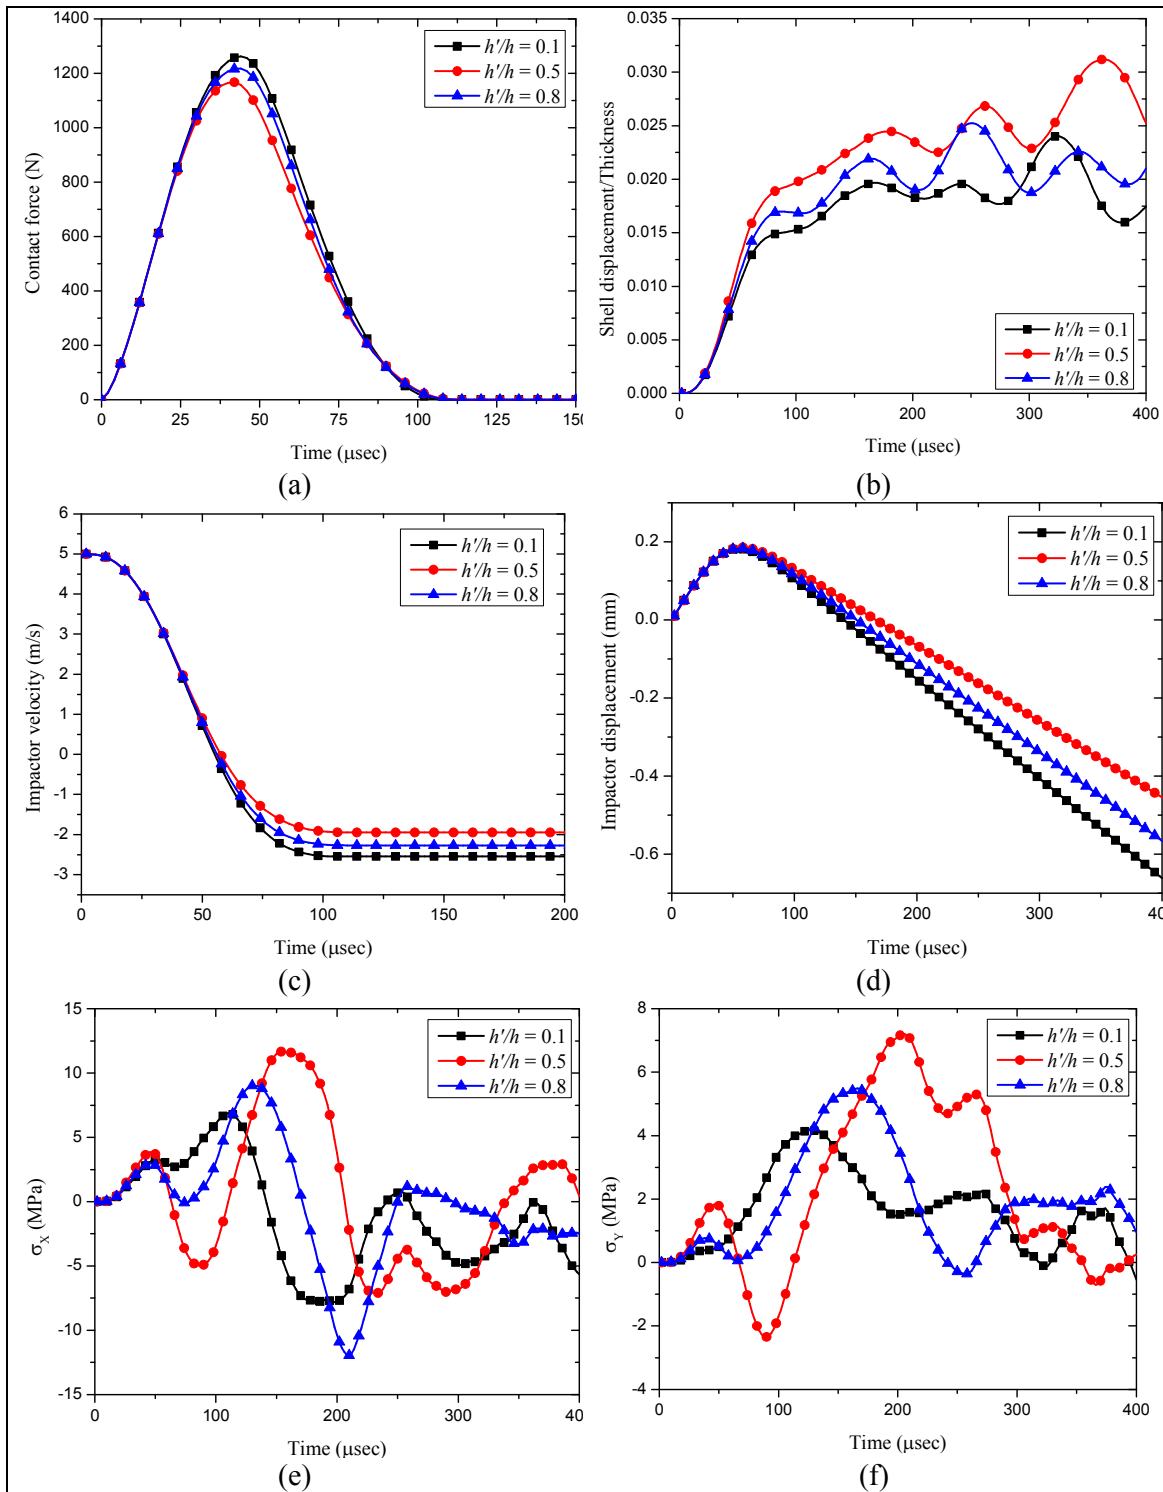 1400
1200
1000
800
600
400
200
0
Contact force (N)
h'/h = 0.1
h'/h = 0.5
h'/h = 0.8
0 25 50 75 100 125 150
Time (μsec)
(a)
0.035
0.030
0.025
0.020
0.015
0.010
0.005
0.000
Shell displacement/Thickness
h'/h = 0.1
h'/h = 0.5
h'/h = 0.8
0 100 200 300 400
Time (μsec)
(b)
6
5
4
3
2
1
0
-1
-2
-3
Impactor velocity (m/s)
h'/h = 0.1
h'/h = 0.5
h'/h = 0.8
0 50 100 150 200
Time (μsec)
(c)
0.2
0.0
-0.2
-0.4
-0.6
Impactor displacement (mm)
h'/h = 0.1
h'/h = 0.5
h'/h = 0.8
0 100 200 300 40
Time (μsec)
(d)
15
10
5
0
-5
-10
-15
σX (MPa)
h'/h = 0.1
h'/h = 0.5
h'/h = 0.8
0 100 200 300 40
Time (μsec)
(e)
8
6
4
2
0
-2
-4
σY (MPa)
h'/h = 0.1
h'/h = 0.5
h'/h = 0.8
0 100 200 300 400
Time (μsec)
(f)